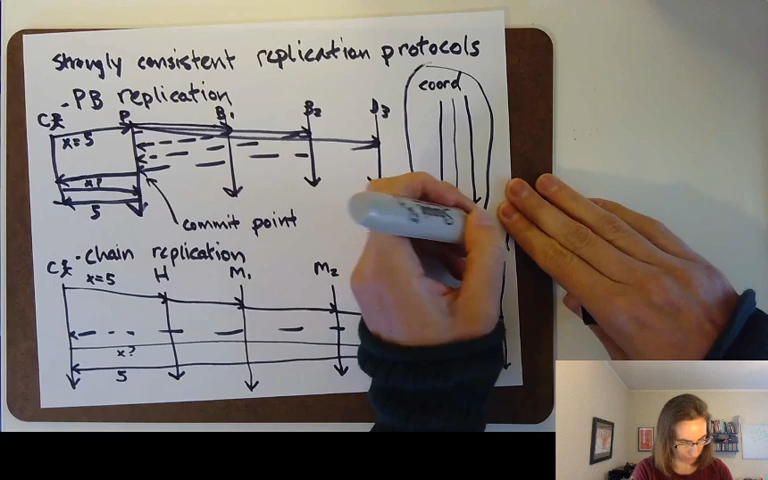 strongly consistent replication protocols
·PB replication
coord
C P B₁ B₂ B₃
x=5
x?
5
commit point
·chain replication
C H M₁ M₂
x=5
x?
5